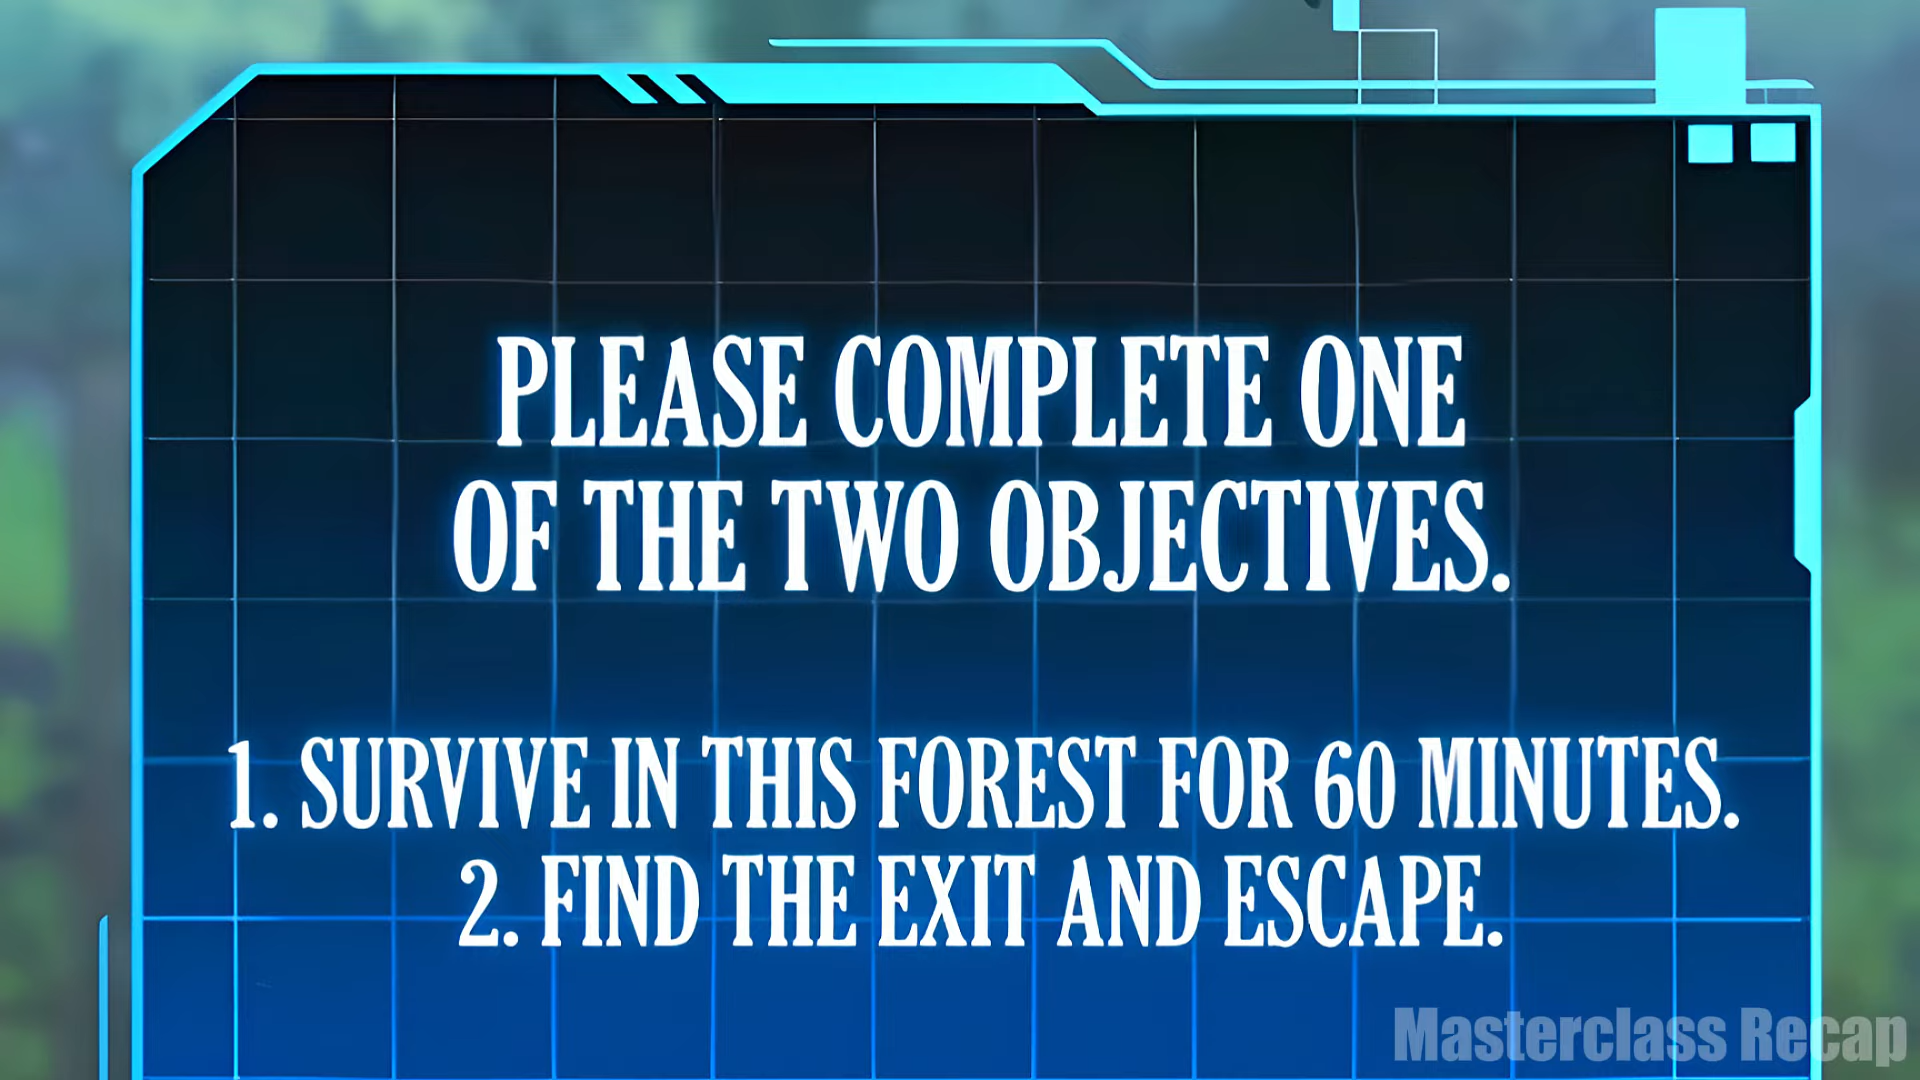 PLEASE COMPLETE ONE
OF THE TWO OBJECTIVES.
1. SURVIVE IN THIS FOREST FOR 60 MINUTES.
2. FIND THE EXIT AND ESCAPE.
Masterclass Recap